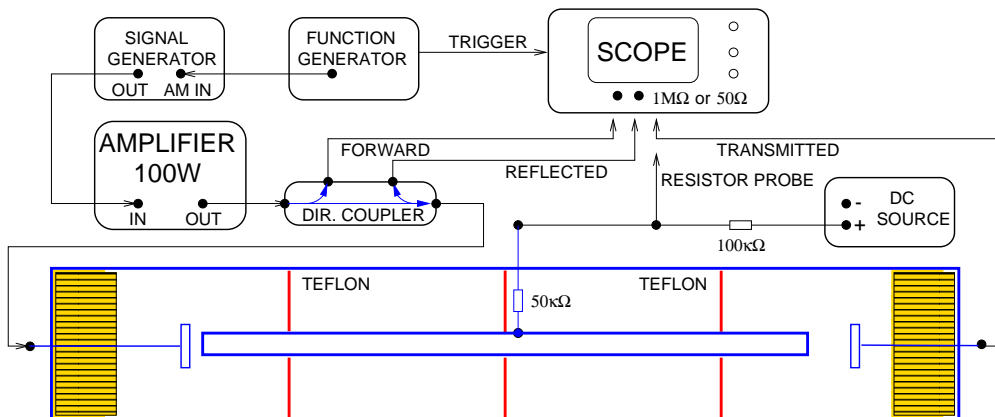 SIGNAL
GENERATOR
OUT AM IN
FUNCTION
GENERATOR
TRIGGER
SCOPE
1MΩ or 50Ω
AMPLIFIER
100W
IN OUT
FORWARD
REFLECTED
DIR. COUPLER
TRANSMITTED
RESISTOR PROBE
DC
SOURCE
-
+
100κΩ
TEFLON
50κΩ
TEFLON